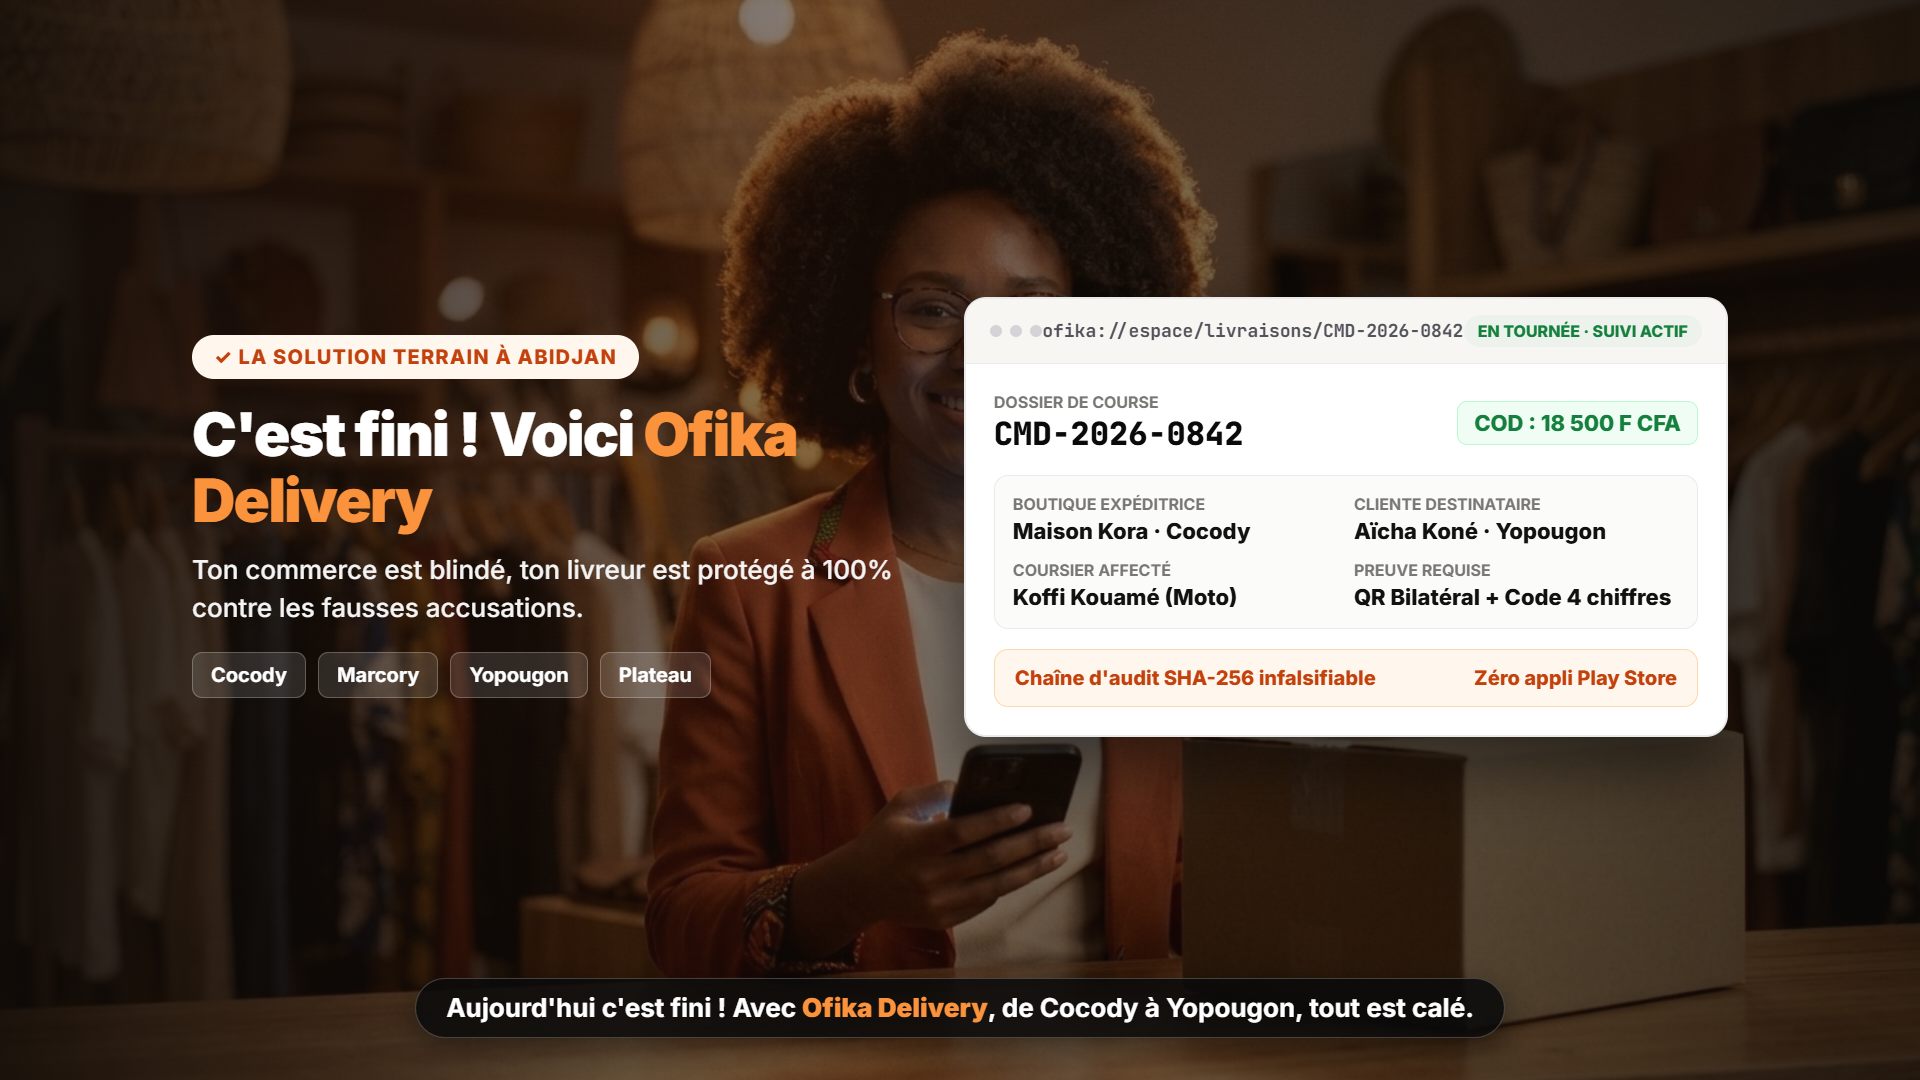 ✓ LA SOLUTION TERRAIN À ABIDJAN
C'est fini ! Voici Ofika
Delivery
Ton commerce est blindé, ton livreur est protégé à 100%
contre les fausses accusations.
Cocody Marcory Yopougon Plateau
ofika://espace/livraisons/CMD-2026-0842 EN TOURNÉE · SUIVI ACTIF
DOSSIER DE COURSE
CMD-2026-0842
COD : 18 500 F CFA
BOUTIQUE EXPÉDITRICE
Maison Kora · Cocody
CLIENTE DESTINATAIRE
Aïcha Koné · Yopougon
COURSIER AFFECTÉ
Koffi Kouamé (Moto)
PREUVE REQUISE
QR Bilatéral + Code 4 chiffres
Chaîne d'audit SHA-256 infalsifiable Zéro appli Play Store
Aujourd'hui c'est fini ! Avec Ofika Delivery, de Cocody à Yopougon, tout est calé.